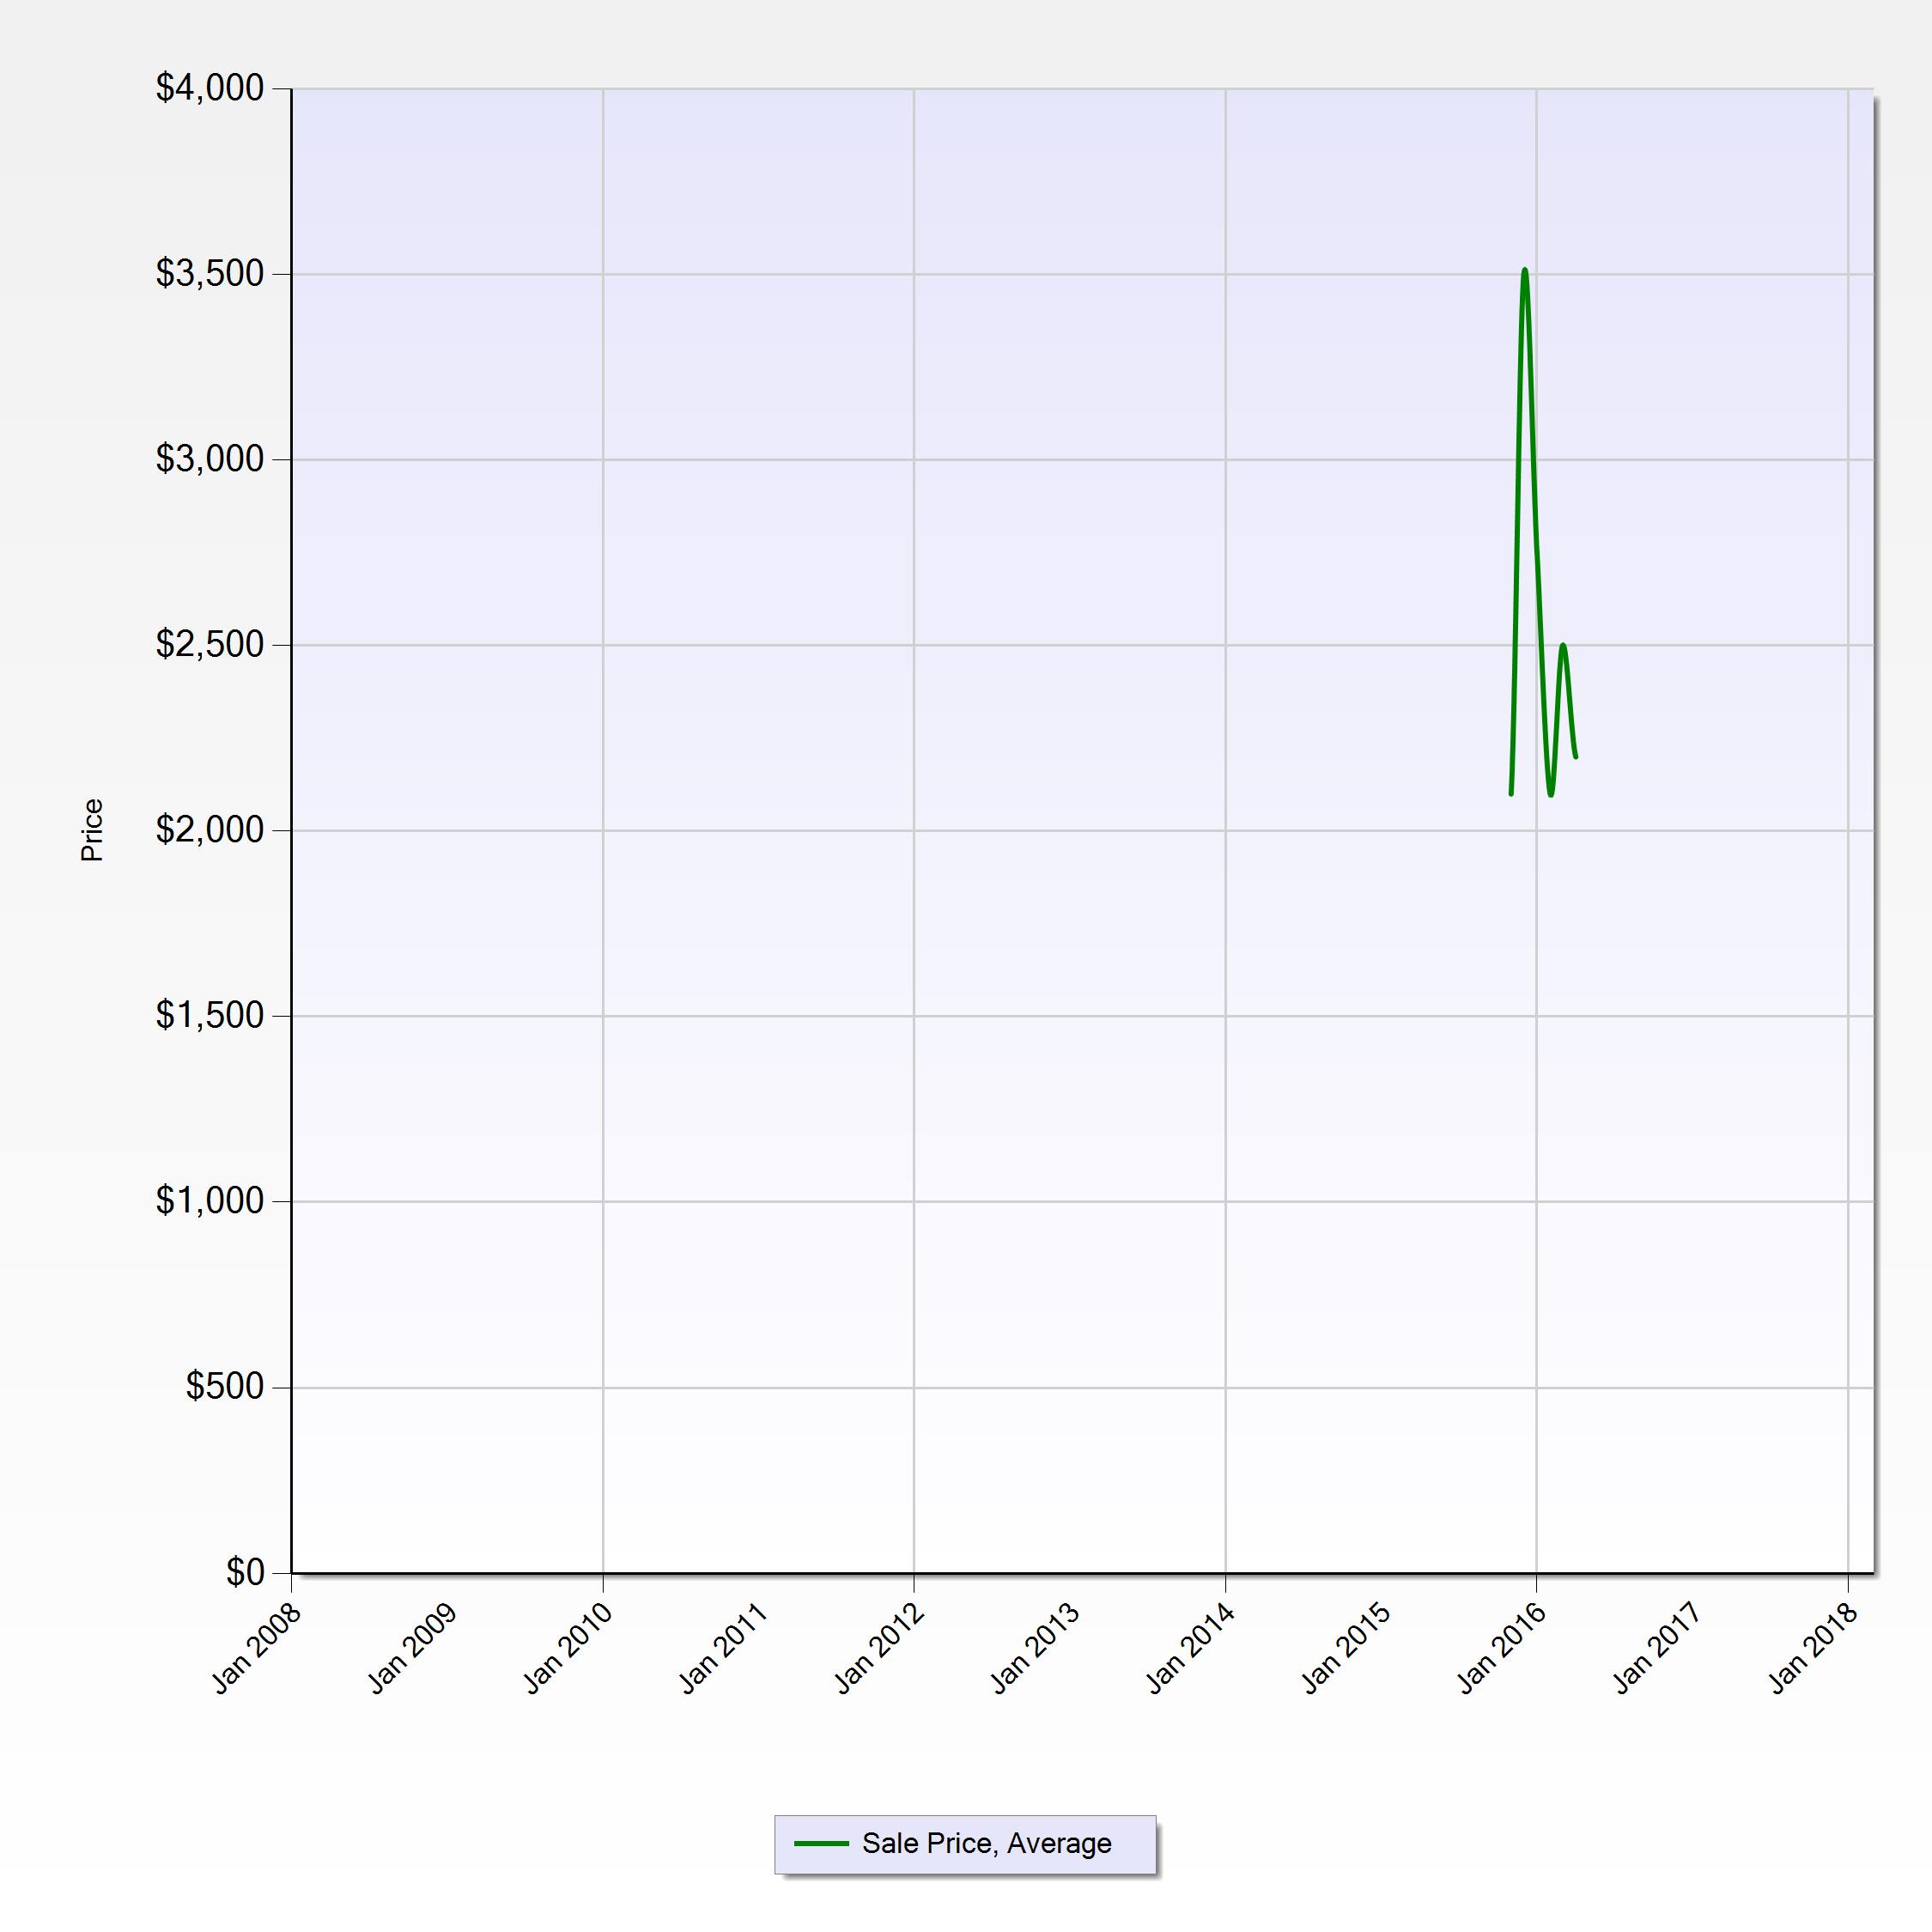 $4,000
$3,500
$3,000
$2,500
$2,000
$1,500
$1,000
$500
$0
Price
Jan 2008
Jan 2009
Jan 2010
Jan 2011
Jan 2012
Jan 2013
Jan 2014
Jan 2015
Jan 2016
Jan 2017
Jan 2018
Sale Price, Average